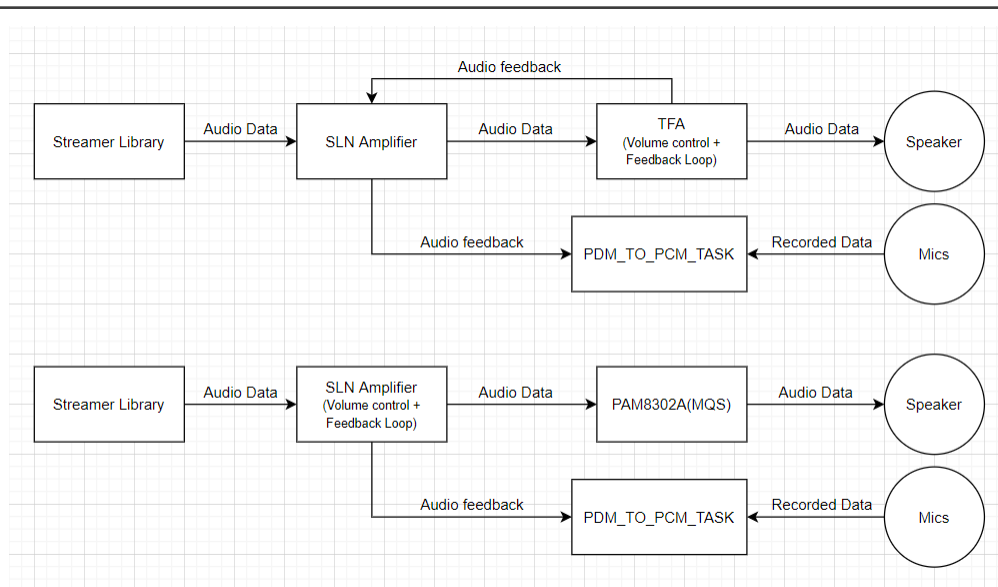 Audio feedback
Streamer Library
Audio Data
SLN Amplifier
Audio Data
TFA
(Volume control +
Feedback Loop)
Audio Data
Speaker
Audio feedback
PDM_TO_PCM_TASK
Recorded Data
Mics
Streamer Library
Audio Data
SLN Amplifier
(Volume control +
Feedback Loop)
Audio Data
PAM8302A(MQS)
Audio Data
Speaker
Audio feedback
PDM_TO_PCM_TASK
Recorded Data
Mics